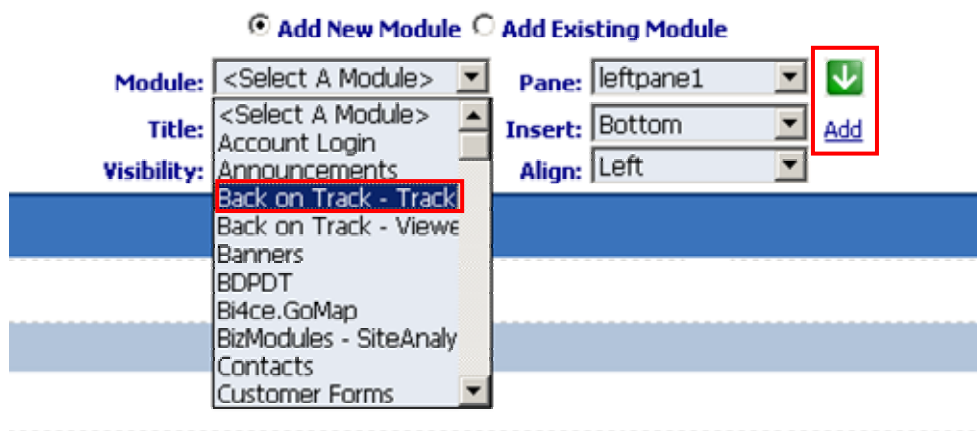 Add New Module Add Existing Module
Module: <Select A Module> Pane: leftpane1
Title: Insert: Bottom Add
Visibility: Align: Left
<Select A Module>
Account Login
Announcements
Back on Track - Track
Back on Track - Viewe
Banners
BDPDT
Bi4ce.GoMap
BizModules - SiteAnaly
Contacts
Customer Forms